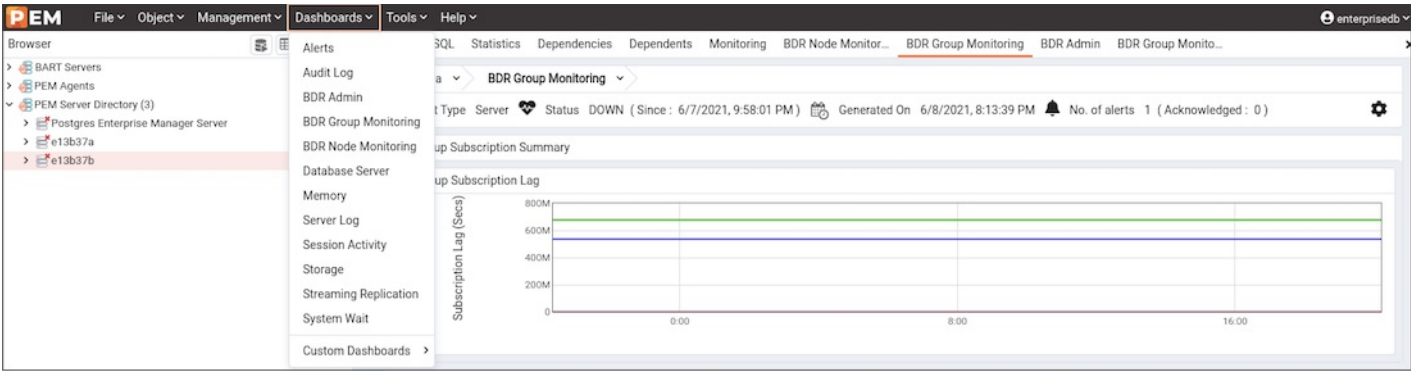 PEM File Object Management Dashboards Tools Help enterprisedb
Browser
BART Servers
PEM Agents
PEM Server Directory (3)
Postgres Enterprise Manager Server
e13b37a
e13b37b
Alerts
Audit Log
BDR Admin
BDR Group Monitoring
BDR Node Monitoring
Database Server
Memory
Server Log
Session Activity
Storage
Streaming Replication
System Wait
Custom Dashboards
SQL Statistics Dependencies Dependents Monitoring BDR Node Monitor... BDR Group Monitoring BDR Admin BDR Group Monito...
a BDR Group Monitoring
t Type Server Status DOWN ( Since : 6/7/2021, 9:58:01 PM ) Generated On 6/8/2021, 8:13:39 PM No. of alerts 1 ( Acknowledged : 0 )
up Subscription Summary
up Subscription Lag
Subscription Lag (Secs)
800M
600M
400M
200M
0
0:00 8:00 16:00